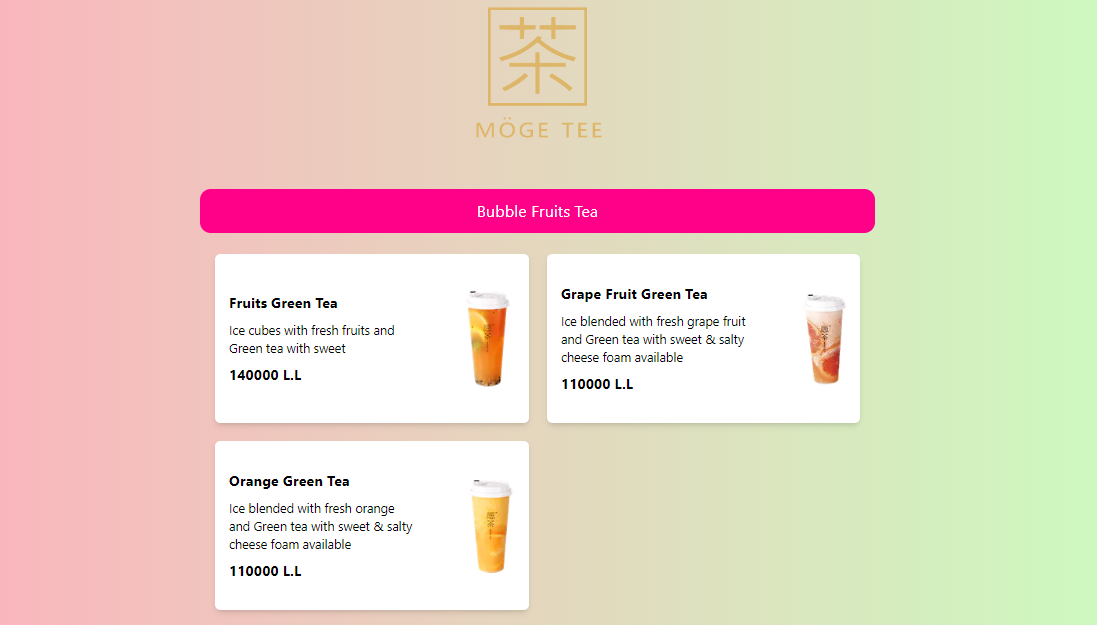 茶
MÖGE TEE
Bubble Fruits Tea
Fruits Green Tea
Ice cubes with fresh fruits and
Green tea with sweet
140000 L.L
Grape Fruit Green Tea
Ice blended with fresh grape fruit
and Green tea with sweet & salty
cheese foam available
110000 L.L
Orange Green Tea
Ice blended with fresh orange
and Green tea with sweet & salty
cheese foam available
110000 L.L